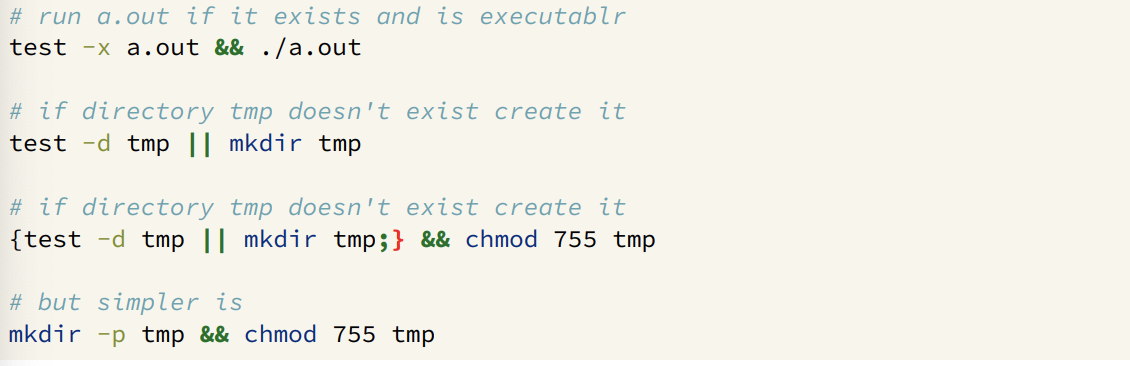 # run a.out if it exists and is executablr
test -x a.out && ./a.out
# if directory tmp doesn't exist create it
test -d tmp || mkdir tmp
# if directory tmp doesn't exist create it
{test -d tmp || mkdir tmp;} && chmod 755 tmp
# but simpler is
mkdir -p tmp && chmod 755 tmp